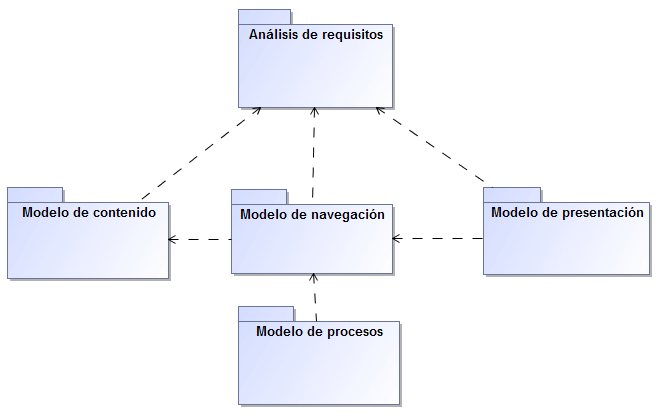 Análisis de requisitos
Modelo de contenido
Modelo de navegación
Modelo de presentación
Modelo de procesos